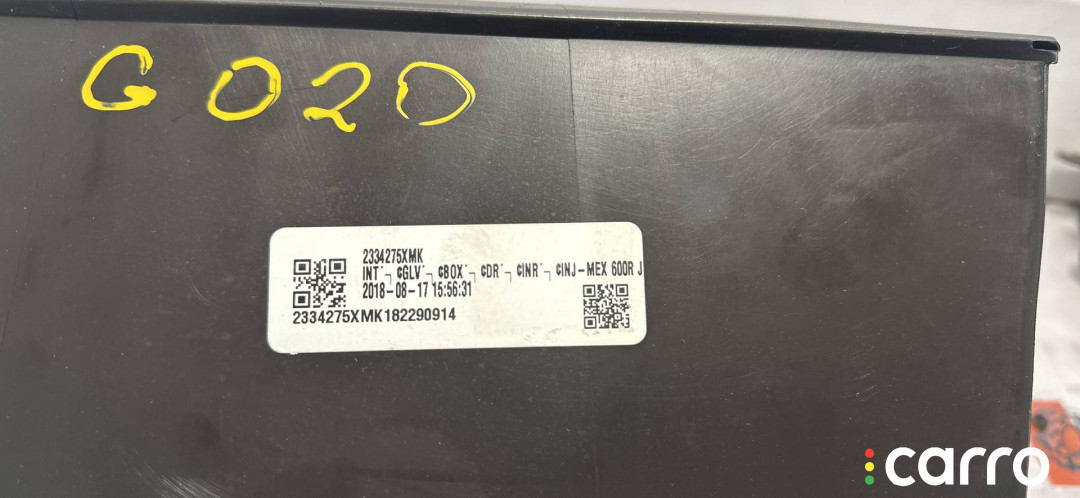 G020
2334275XMK
INT˙┐ ¢GLV˙┐ ¢BOX˙┐ ¢DR˙┐ ¢INR˙┐ ¢INJ-MEX 600R J
2018-08-17 15:56:31
2334275XMK182290914
carro